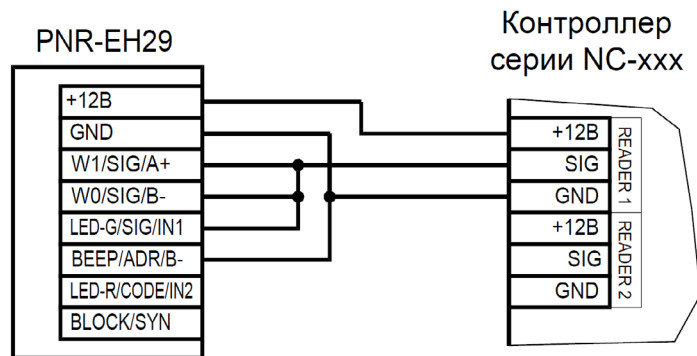 PNR-EH29
+12В
GND
W1/SIG/A+
W0/SIG/B-
LED-G/SIG/IN1
BEEP/ADR/B-
LED-R/CODE/IN2
BLOCK/SYN
Контроллер
серии NC-xxx
+12В
SIG
GND
READER 1
+12В
SIG
GND
READER 2